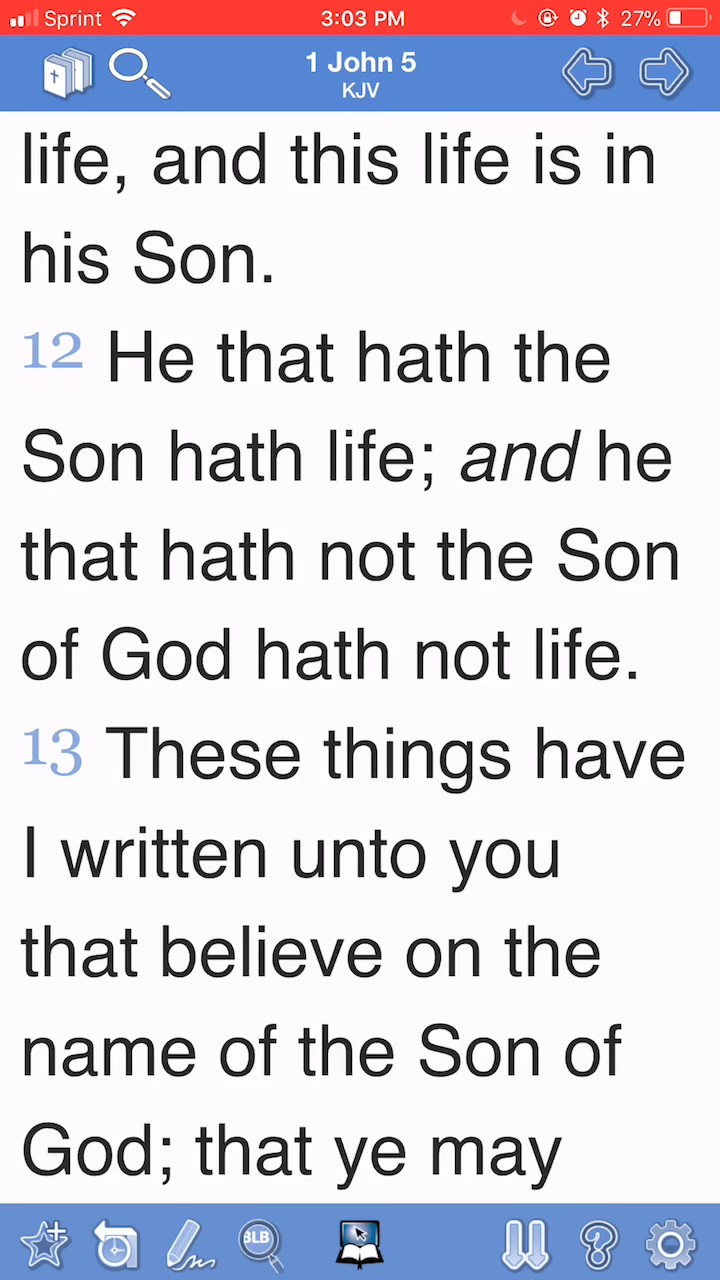 Sprint 3:03 PM 27%
1 John 5
KJV
life, and this life is in
his Son.
12 He that hath the
Son hath life; and he
that hath not the Son
of God hath not life.
13 These things have
I written unto you
that believe on the
name of the Son of
God; that ye may
BLB